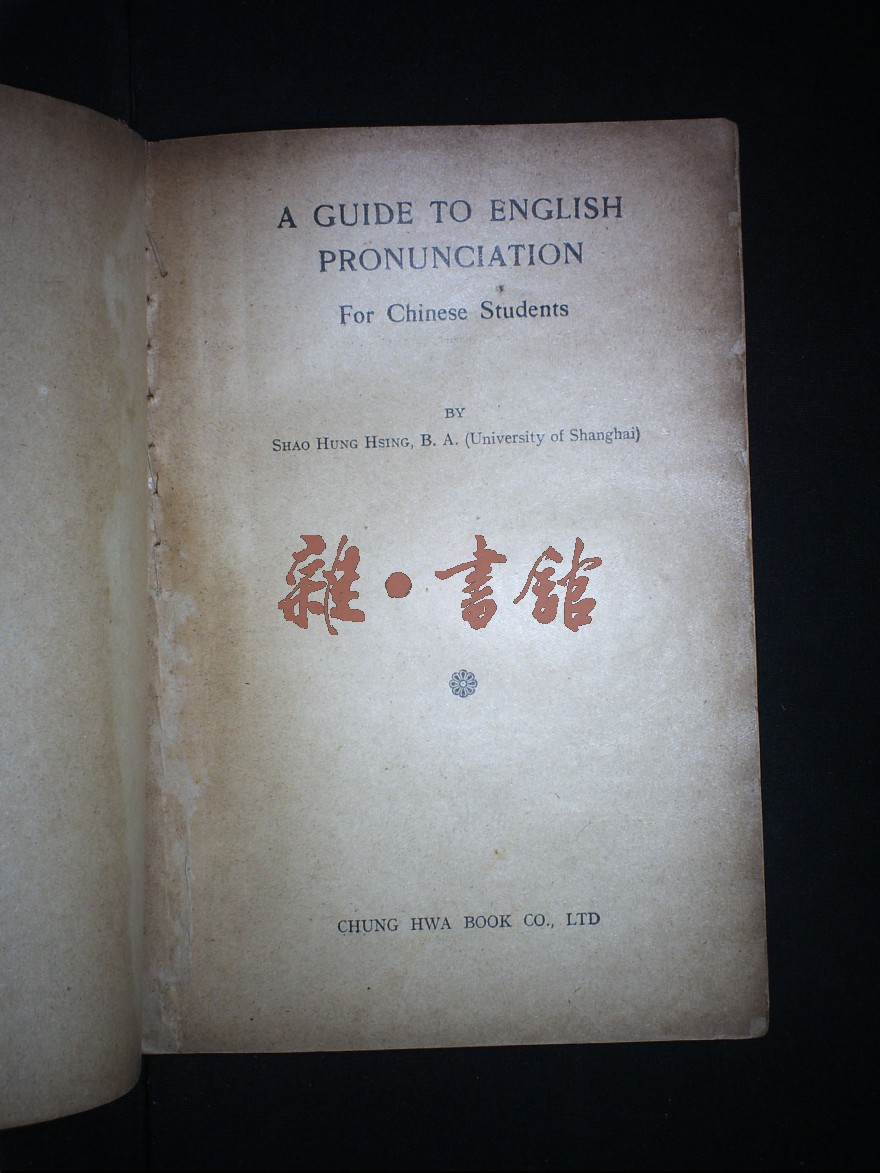 A GUIDE TO ENGLISH
PRONUNCIATION
For Chinese Students
BY
SHAO HUNG HSING, B. A. (University of Shanghai)
雜•書館
CHUNG HWA BOOK CO., LTD